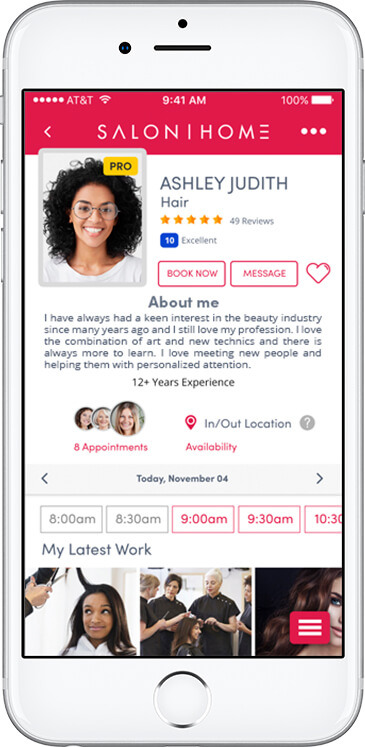 AT&T 9:41 AM 100%
SALON|HOME
PRO
ASHLEY JUDITH
Hair
49 Reviews
10 Excellent
BOOK NOW MESSAGE
About me
I have always had a keen interest in the beauty industry
since many years ago and I still love my profession. I love
the combination of art and new technics and there is
always more to learn. I love meeting new people and
helping them with personalized attention.
12+ Years Experience
In/Out Location ?
8 Appointments Availability
Today, November 04
8:00am 8:30am 9:00am 9:30am 10:30
My Latest Work